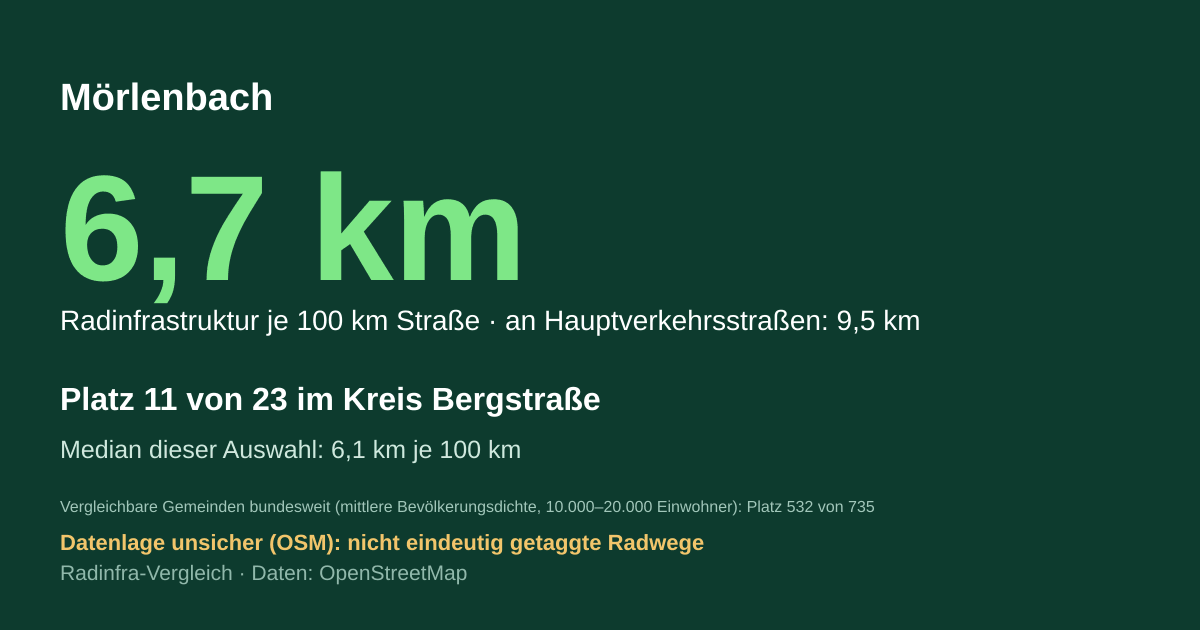 Mörlenbach
6,7 km
Radinfrastruktur je 100 km Straße · an Hauptverkehrsstraßen: 9,5 km
Platz 11 von 23 im Kreis Bergstraße
Median dieser Auswahl: 6,1 km je 100 km
Vergleichbare Gemeinden bundesweit (mittlere Bevölkerungsdichte, 10.000–20.000 Einwohner): Platz 532 von 735
Datenlage unsicher (OSM): nicht eindeutig getaggte Radwege
Radinfra-Vergleich · Daten: OpenStreetMap